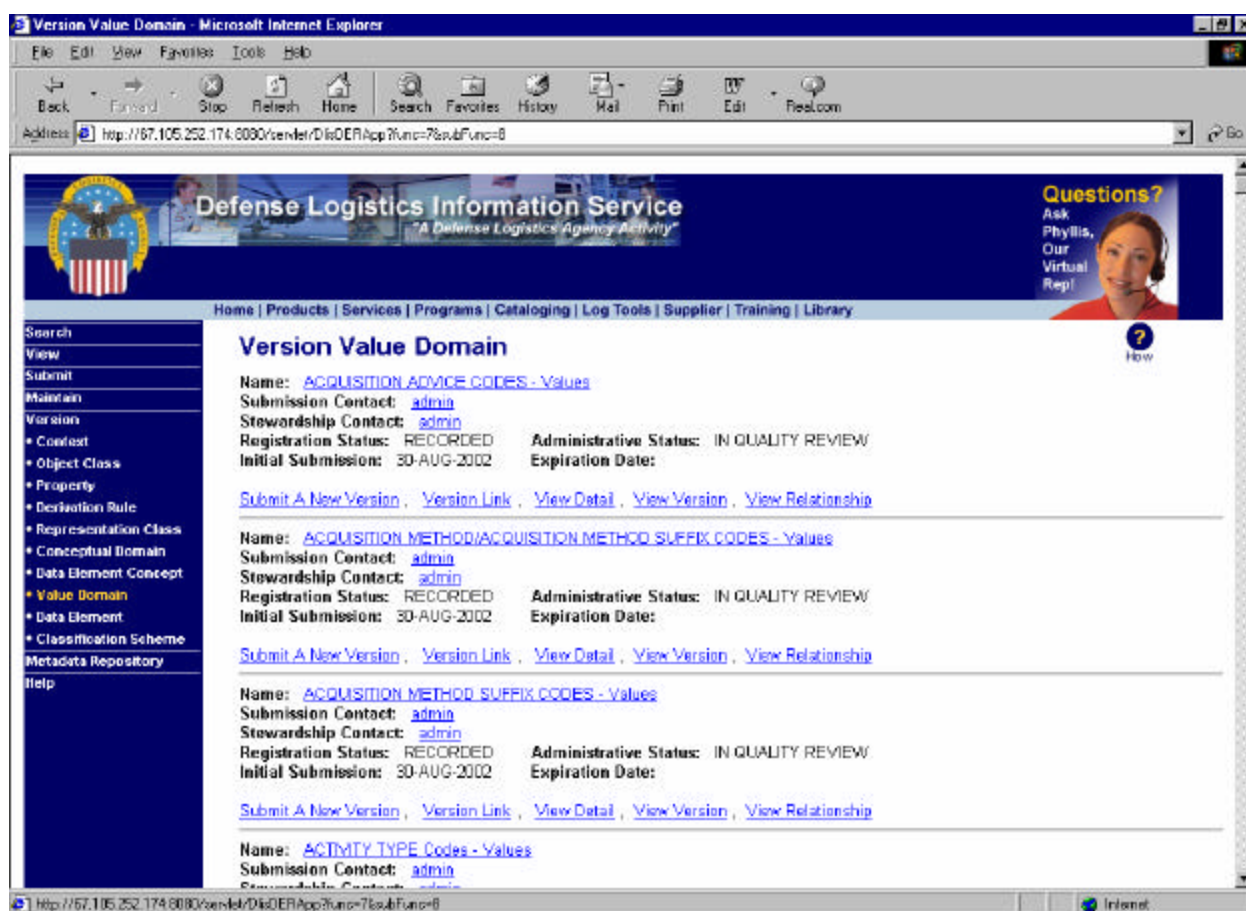 Version Value Domain - Microsoft Internet Explorer
File Edit View Favorites Tools Help
Back Forward Stop Refresh Home Search Favorites History Mail Print Edit Real.com
Address http://67.105.252.174:8080/servlet/DlisDERApp?func=7&subFunc=8 Go
Defense Logistics Information Service
"A Defense Logistics Agency Activity"
Questions?
Ask
Phyllis,
Our
Virtual
Rep!
Home | Products | Services | Programs | Cataloging | Log Tools | Supplier | Training | Library
Search
View
Submit
Maintain
Version
• Context
• Object Class
• Property
• Derivation Rule
• Representation Class
• Conceptual Domain
• Data Element Concept
• Value Domain
• Data Element
• Classification Scheme
Metadata Repository
Help
Version Value Domain
?
How
Name: ACQUISITION ADVICE CODES - Values
Submission Contact: admin
Stewardship Contact: admin
Registration Status: RECORDED Administrative Status: IN QUALITY REVIEW
Initial Submission: 30-AUG-2002 Expiration Date:
Submit A New Version , Version Link , View Detail , View Version , View Relationship
Name: ACQUISITION METHOD/ACQUISITION METHOD SUFFIX CODES - Values
Submission Contact: admin
Stewardship Contact: admin
Registration Status: RECORDED Administrative Status: IN QUALITY REVIEW
Initial Submission: 30-AUG-2002 Expiration Date:
Submit A New Version , Version Link , View Detail , View Version , View Relationship
Name: ACQUISITION METHOD SUFFIX CODES - Values
Submission Contact: admin
Stewardship Contact: admin
Registration Status: RECORDED Administrative Status: IN QUALITY REVIEW
Initial Submission: 30-AUG-2002 Expiration Date:
Submit A New Version , Version Link , View Detail , View Version , View Relationship
Name: ACTIVITY TYPE Codes - Values
Submission Contact: admin
Stewardship Contact: admin
http://67.105.252.174:8080/servlet/DlisDERApp?func=7&subFunc=8 Internet